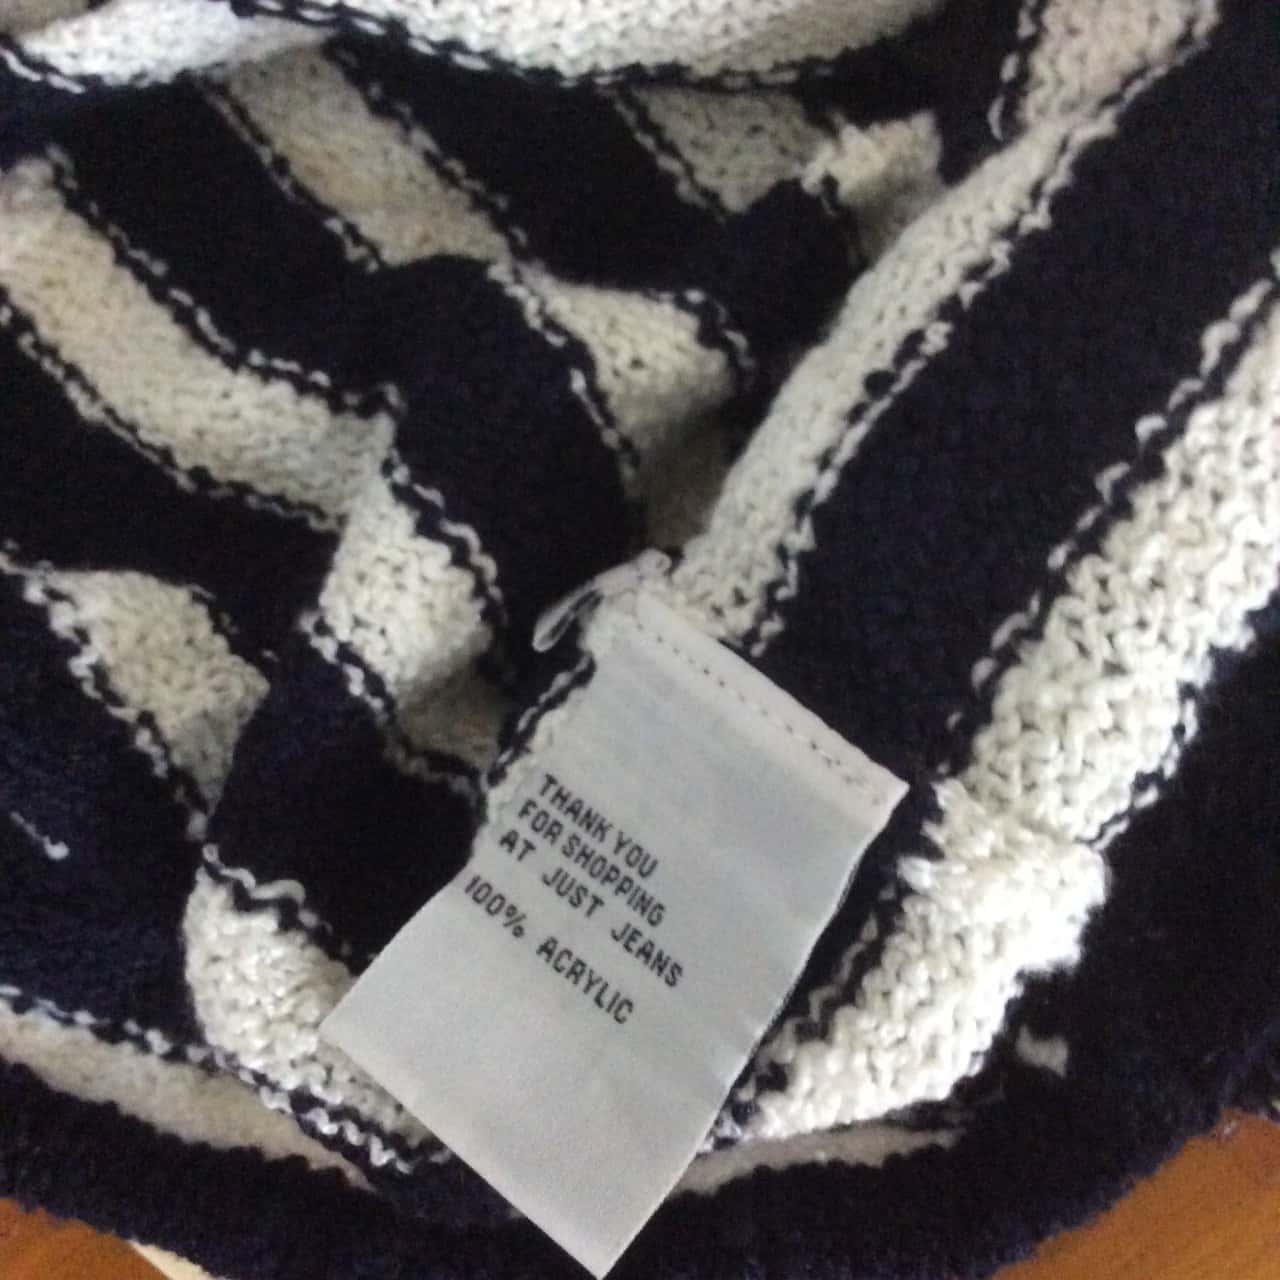 THANK YOU
FOR SHOPPING
AT JUST JEANS
100% ACRYLIC